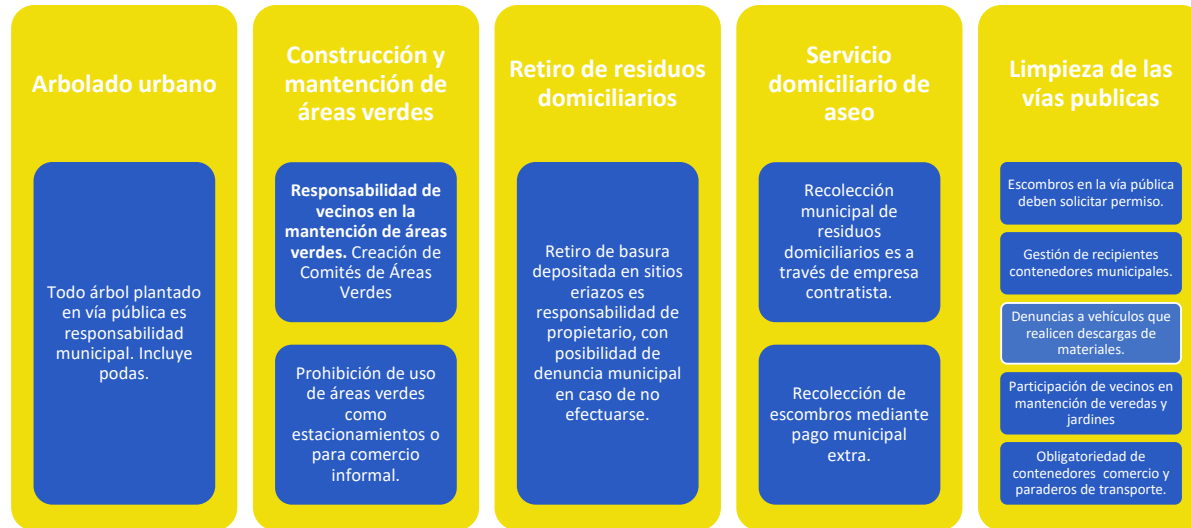 Arbolado urbano
Todo árbol plantado
en vía pública es
responsabilidad
municipal. Incluye
podas.
Construcción y
mantención de
áreas verdes
Responsabilidad de
vecinos en la
mantención de áreas
verdes. Creación de
Comités de Áreas
Verdes
Prohibición de uso
de áreas verdes
como
estacionamientos o
para comercio
informal.
Retiro de residuos
domiciliarios
Retiro de basura
depositada en sitios
eriazos es
responsabilidad de
propietario, con
posibilidad de
denuncia municipal
en caso de no
efectuarse.
Servicio
domiciliario de
aseo
Recolección
municipal de
residuos
domiciliarios es a
través de empresa
contratista.
Recolección de
escombros mediante
pago municipal
extra.
Limpieza de las
vías publicas
Escombros en la vía pública
deben solicitar permiso.
Gestión de recipientes
contenedores municipales.
Denuncias a vehículos que
realicen descargas de
materiales.
Participación de vecinos en
mantención de veredas y
jardines
Obligatoriedad de
contenedores comercio y
paraderos de transporte.